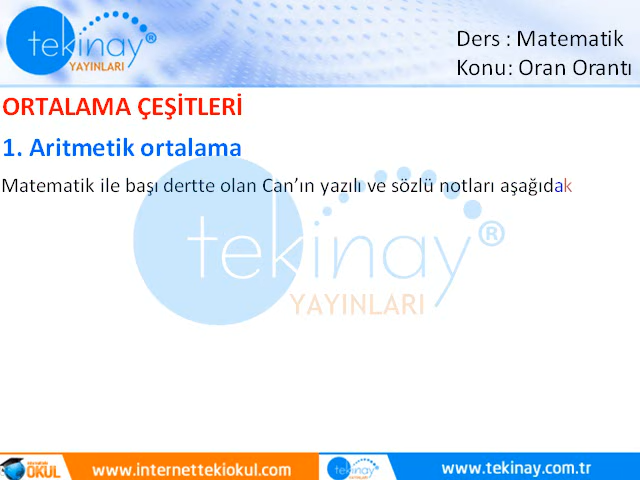 tekinay®
YAYINLARI
Ders : Matematik
Konu: Oran Orantı
ORTALAMA ÇEŞİTLERİ
1. Aritmetik ortalama
Matematik ile başı dertte olan Can’ın yazılı ve sözlü notları aşağıdak
tekinay®
YAYINLARI
OKUL
www.internettekiokul.com
tekinay
YAYINLARI
www.tekinay.com.tr